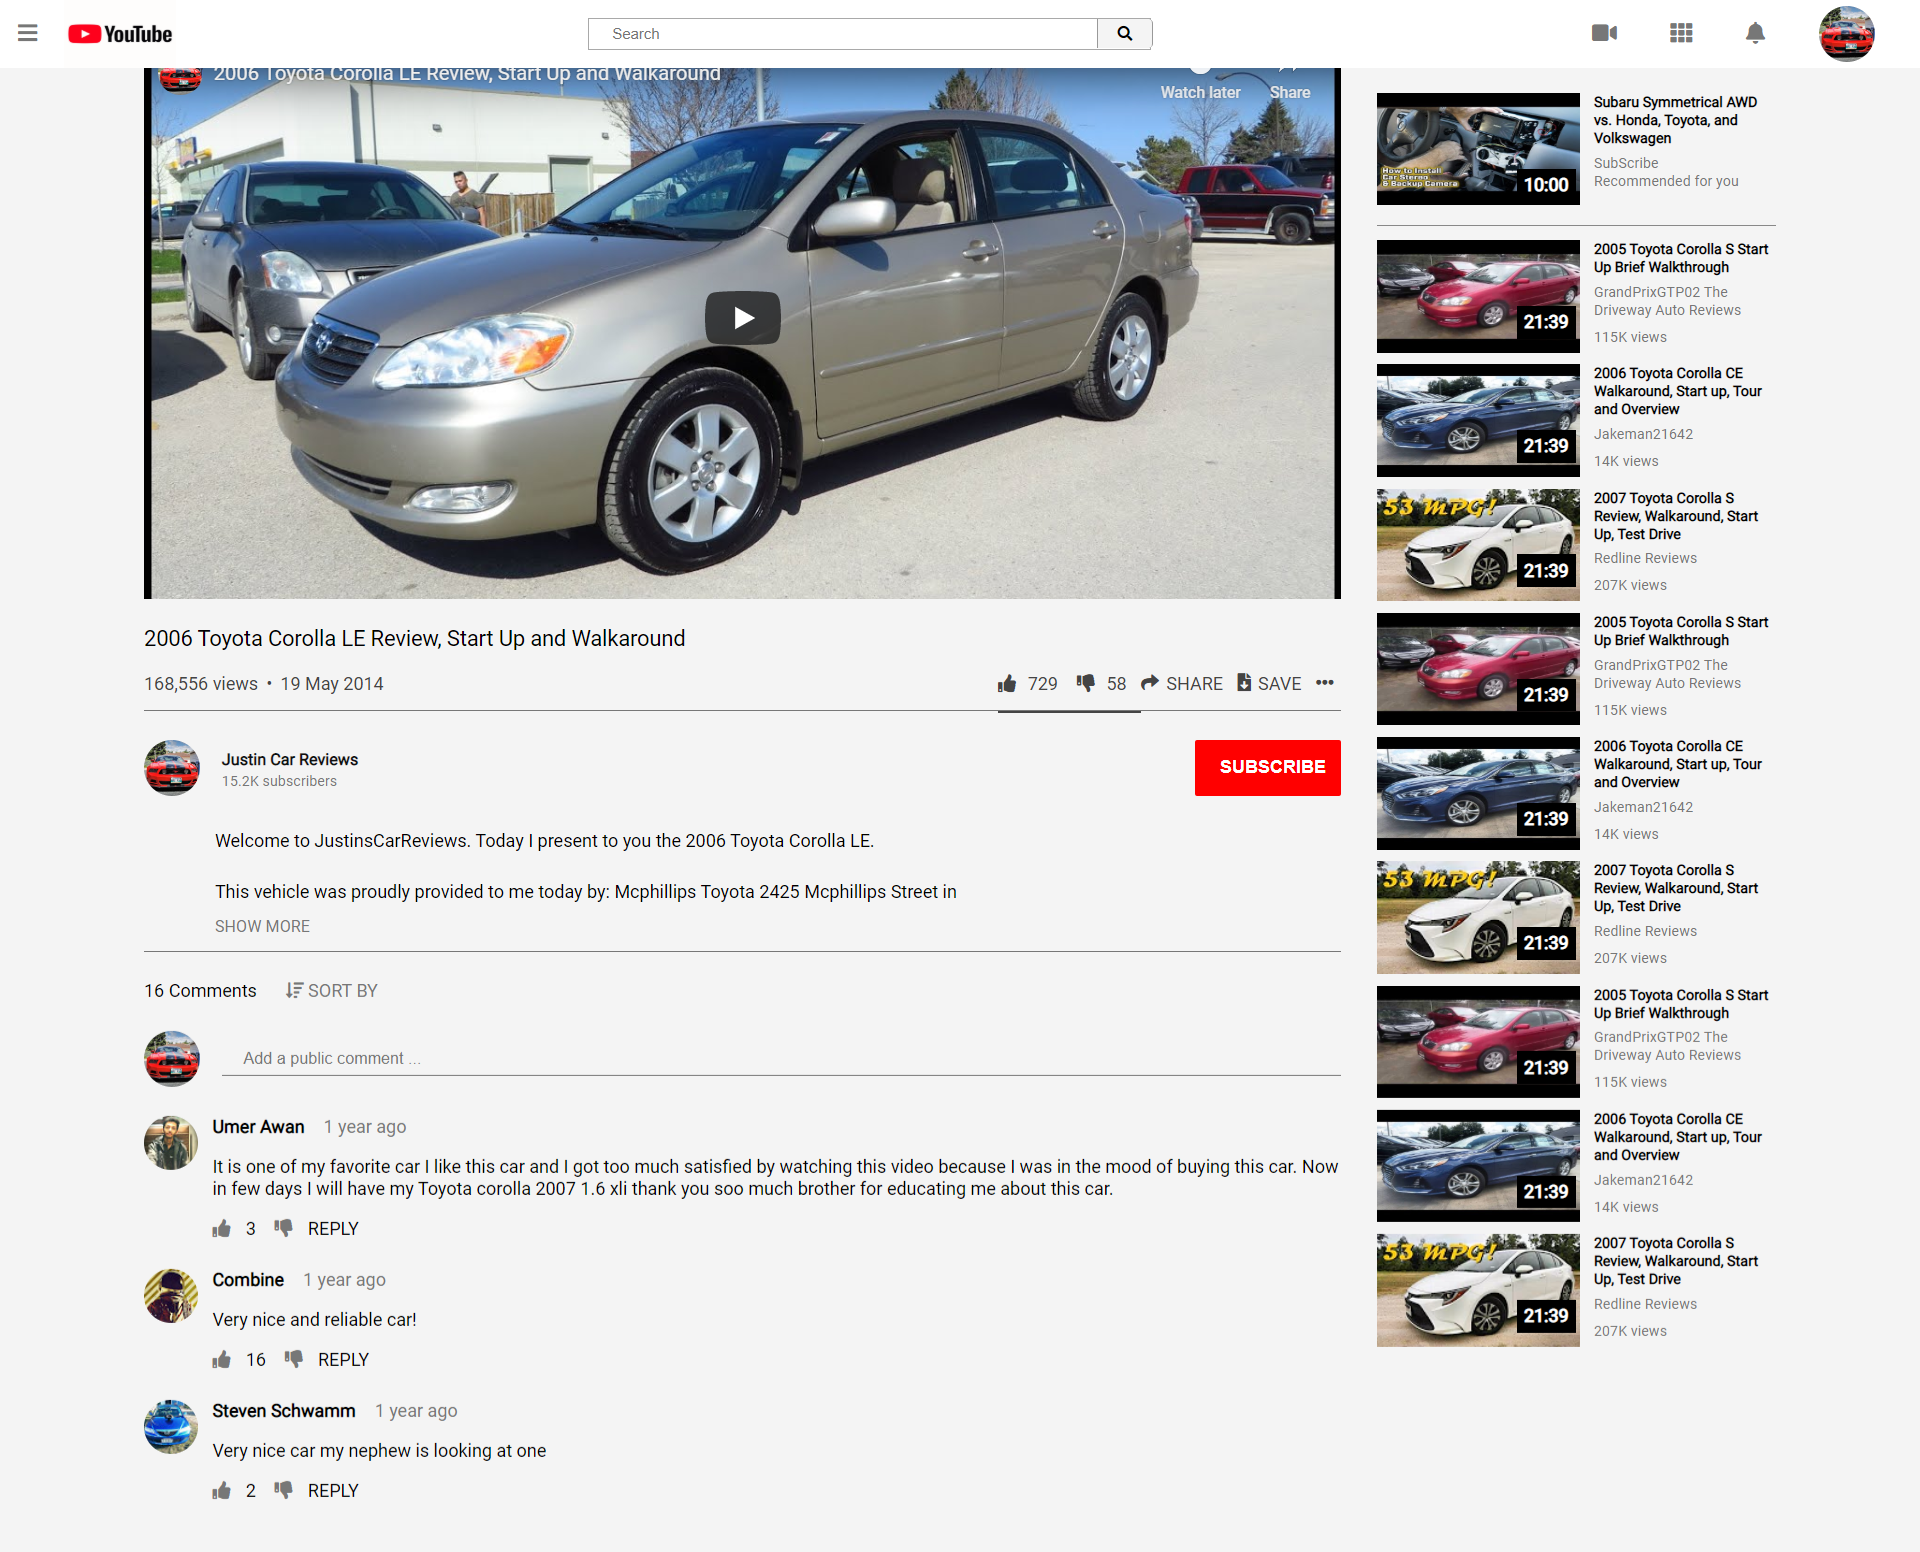 YouTube
Search
2006 Toyota Corolla LE Review, Start Up and Walkaround
Watch later
Share
2006 Toyota Corolla LE Review, Start Up and Walkaround
168,556 views • 19 May 2014
729
58
SHARE
SAVE
Justin Car Reviews
15.2K subscribers
SUBSCRIBE
Welcome to JustinsCarReviews. Today I present to you the 2006 Toyota Corolla LE.
This vehicle was proudly provided to me today by: Mcphillips Toyota 2425 Mcphillips Street in
SHOW MORE
16 Comments
SORT BY
Add a public comment ...
Umer Awan 1 year ago
It is one of my favorite car I like this car and I got too much satisfied by watching this video because I was in the mood of buying this car. Now
in few days I will have my Toyota corolla 2007 1.6 xli thank you soo much brother for educating me about this car.
3 REPLY
Combine 1 year ago
Very nice and reliable car!
16 REPLY
Steven Schwamm 1 year ago
Very nice car my nephew is looking at one
2 REPLY
How to Install
Car Stereo
& Backup Camera
10:00
Subaru Symmetrical AWD
vs. Honda, Toyota, and
Volkswagen
SubScribe
Recommended for you
21:39
2005 Toyota Corolla S Start
Up Brief Walkthrough
GrandPrixGTP02 The
Driveway Auto Reviews
115K views
21:39
2006 Toyota Corolla CE
Walkaround, Start up, Tour
and Overview
Jakeman21642
14K views
53 MPG!
21:39
2007 Toyota Corolla S
Review, Walkaround, Start
Up, Test Drive
Redline Reviews
207K views
21:39
2005 Toyota Corolla S Start
Up Brief Walkthrough
GrandPrixGTP02 The
Driveway Auto Reviews
115K views
21:39
2006 Toyota Corolla CE
Walkaround, Start up, Tour
and Overview
Jakeman21642
14K views
53 MPG!
21:39
2007 Toyota Corolla S
Review, Walkaround, Start
Up, Test Drive
Redline Reviews
207K views
21:39
2005 Toyota Corolla S Start
Up Brief Walkthrough
GrandPrixGTP02 The
Driveway Auto Reviews
115K views
21:39
2006 Toyota Corolla CE
Walkaround, Start up, Tour
and Overview
Jakeman21642
14K views
53 MPG!
21:39
2007 Toyota Corolla S
Review, Walkaround, Start
Up, Test Drive
Redline Reviews
207K views